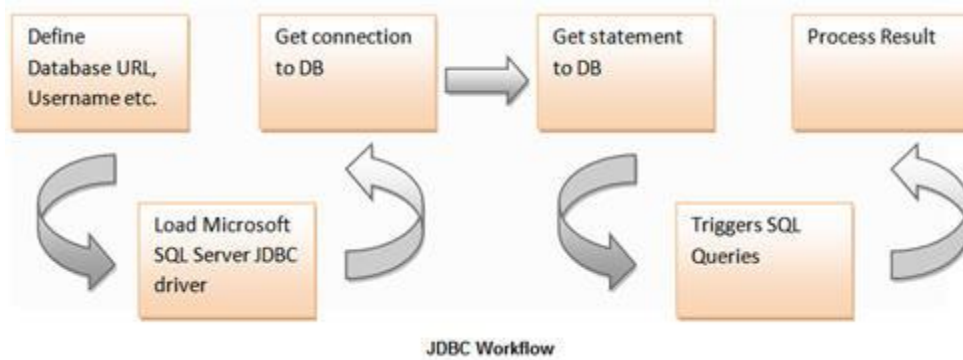 Define
Database URL,
Username etc.
Load Microsoft
SQL Server JDBC
driver
Get connection
to DB
Get statement
to DB
Triggers SQL
Queries
Process Result
JDBC Workflow